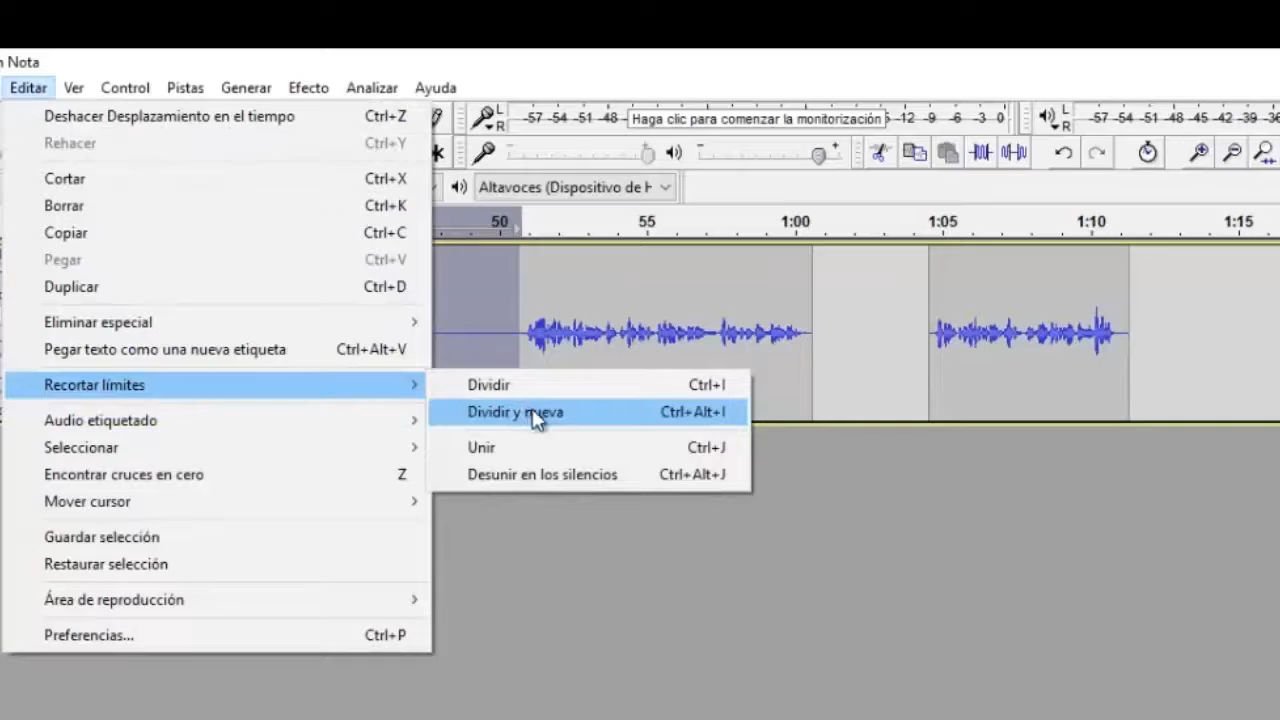 n Nota
Editar Ver Control Pistas Generar Efecto Analizar Ayuda
Deshacer Desplazamiento en el tiempo Ctrl+Z
Rehacer Ctrl+Y
Cortar Ctrl+X
Borrar Ctrl+K
Copiar Ctrl+C
Pegar Ctrl+V
Duplicar Ctrl+D
Eliminar especial
Pegar texto como una nueva etiqueta Ctrl+Alt+V
Recortar límites
Audio etiquetado
Seleccionar
Encontrar cruces en cero Z
Mover cursor
Guardar selección
Restaurar selección
Área de reproducción
Preferencias... Ctrl+P
Dividir Ctrl+I
Dividir y nueva Ctrl+Alt+I
Unir Ctrl+J
Desunir en los silencios Ctrl+Alt+J
L
R
-57 -54 -51 -48 Haga clic para comenzar la monitorización -12 -9 -6 -3 0
L
R
-57 -54 -51 -48 -45 -42 -39 -36
Altavoces (Dispositivo de H
50 55 1:00 1:05 1:10 1:15